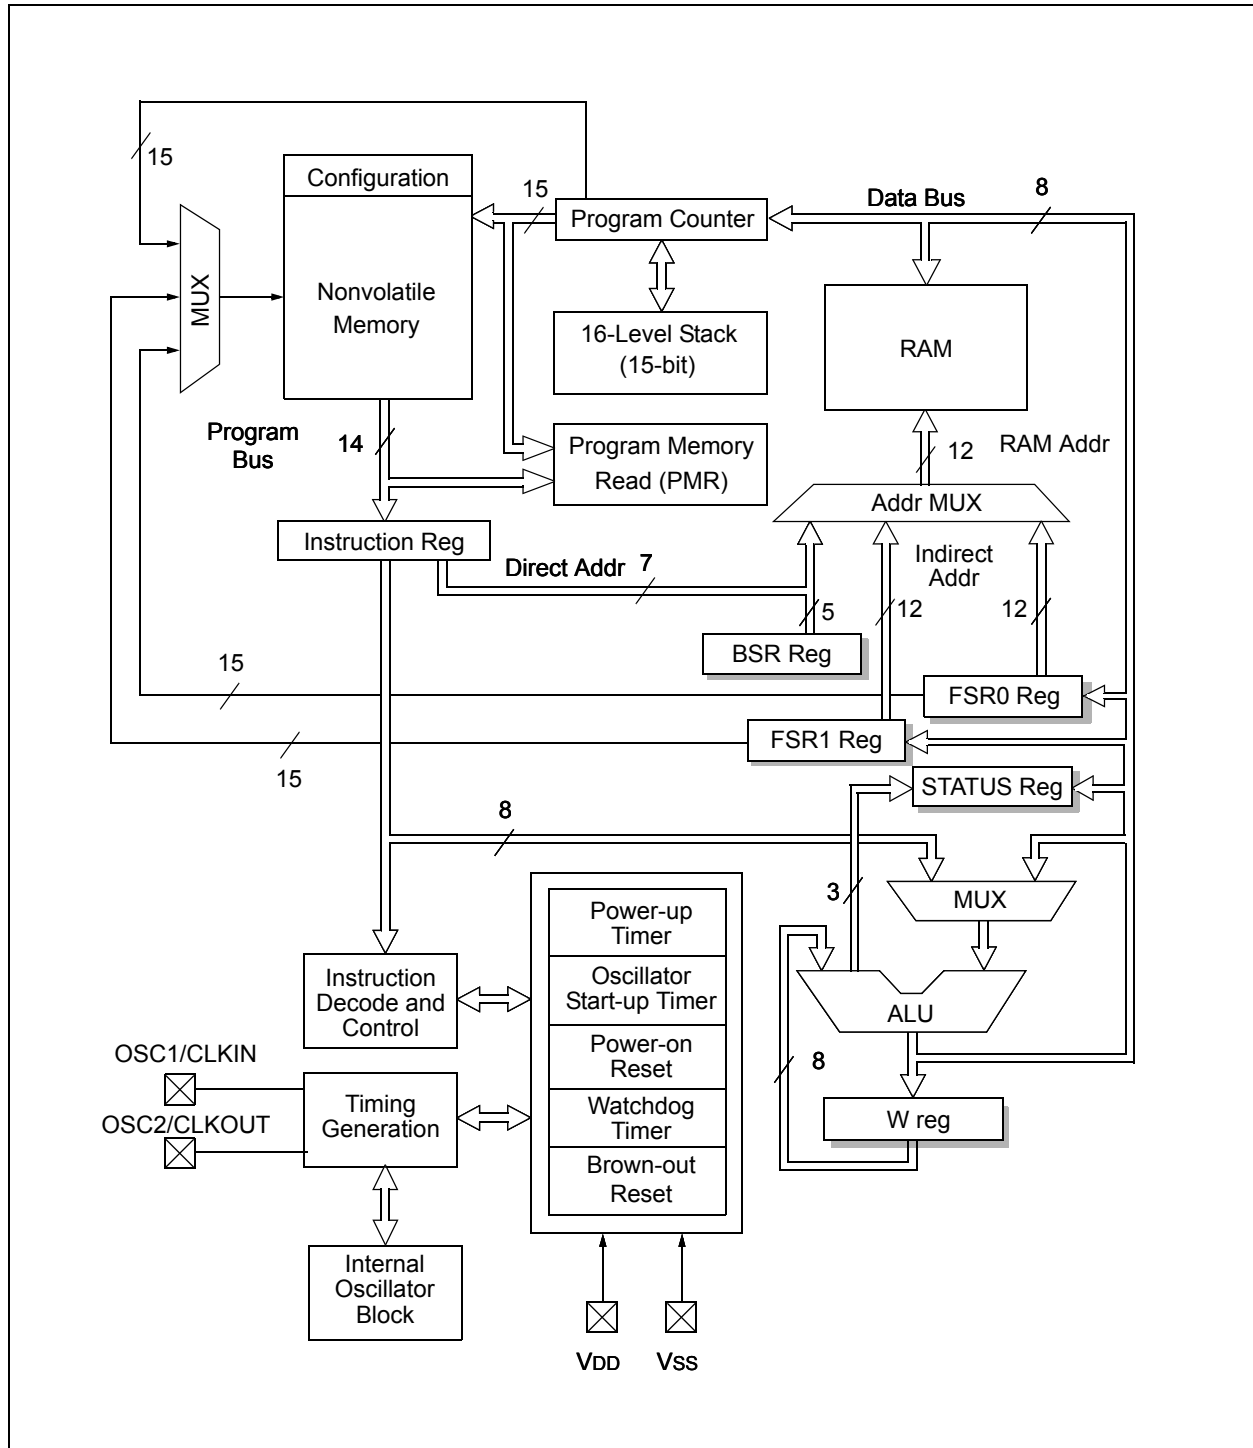 15
Configuration
15
Program Counter
Data Bus
8
MUX
Nonvolatile
Memory
16-Level Stack
(15-bit)
RAM
Program
Bus
14
Program Memory
Read (PMR)
12
RAM Addr
Addr MUX
Instruction Reg
Direct Addr
7
Indirect
Addr
5
12
12
BSR Reg
15
FSR0 Reg
15
FSR1 Reg
STATUS Reg
8
3
MUX
Power-up
Timer
Instruction
Decode and
Control
Oscillator
Start-up Timer
ALU
OSC1/CLKIN
Power-on
Reset
8
OSC2/CLKOUT
Timing
Generation
Watchdog
Timer
W reg
Brown-out
Reset
Internal
Oscillator
Block
VDD
VSS